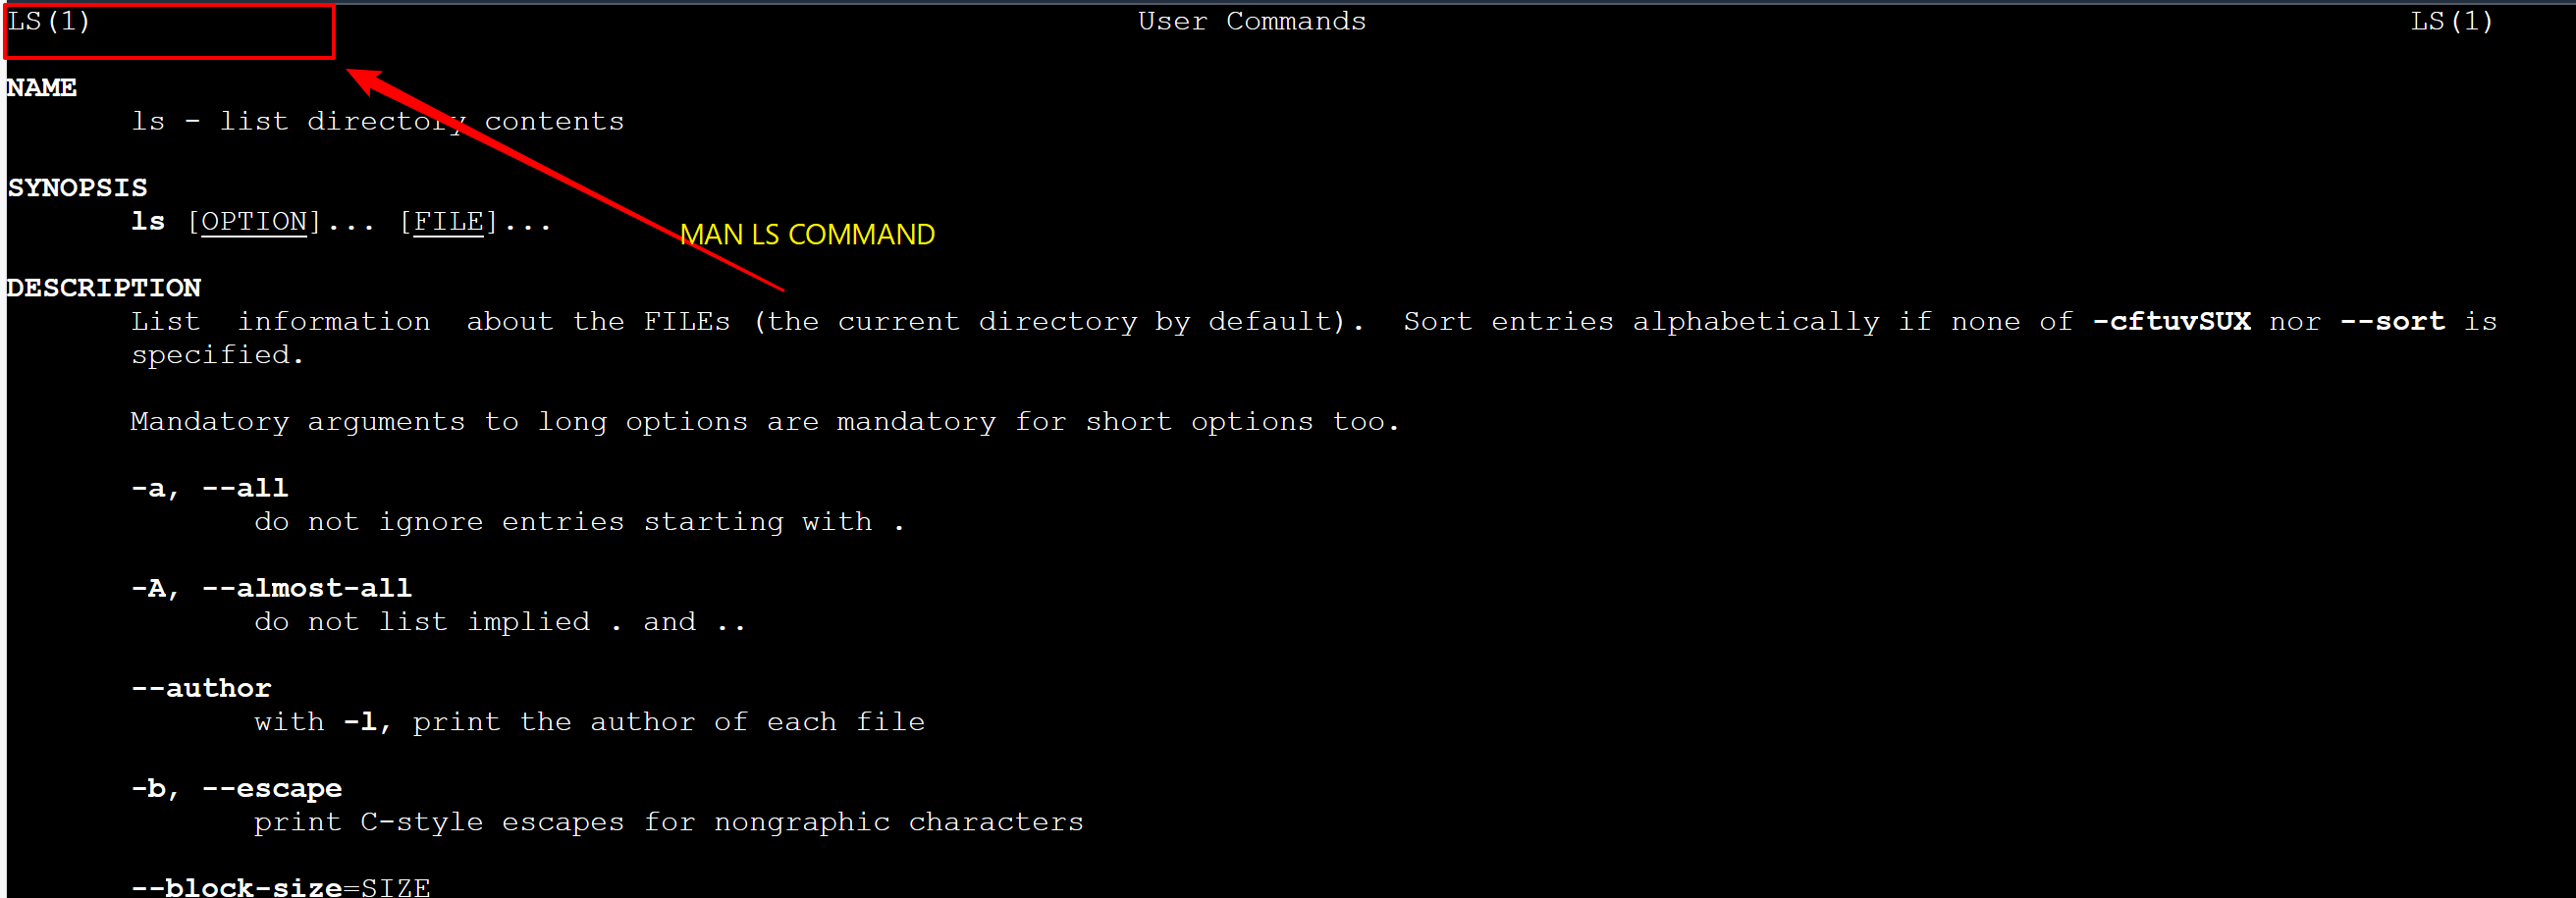 LS(1) User Commands LS(1)
NAME
ls - list directory contents
SYNOPSIS
ls [OPTION]... [FILE]...
MAN LS COMMAND
DESCRIPTION
List information about the FILEs (the current directory by default). Sort entries alphabetically if none of -cftuvSUX nor --sort is
specified.
Mandatory arguments to long options are mandatory for short options too.
-a, --all
do not ignore entries starting with .
-A, --almost-all
do not list implied . and ..
--author
with -l, print the author of each file
-b, --escape
print C-style escapes for nongraphic characters
--block-size=SIZE